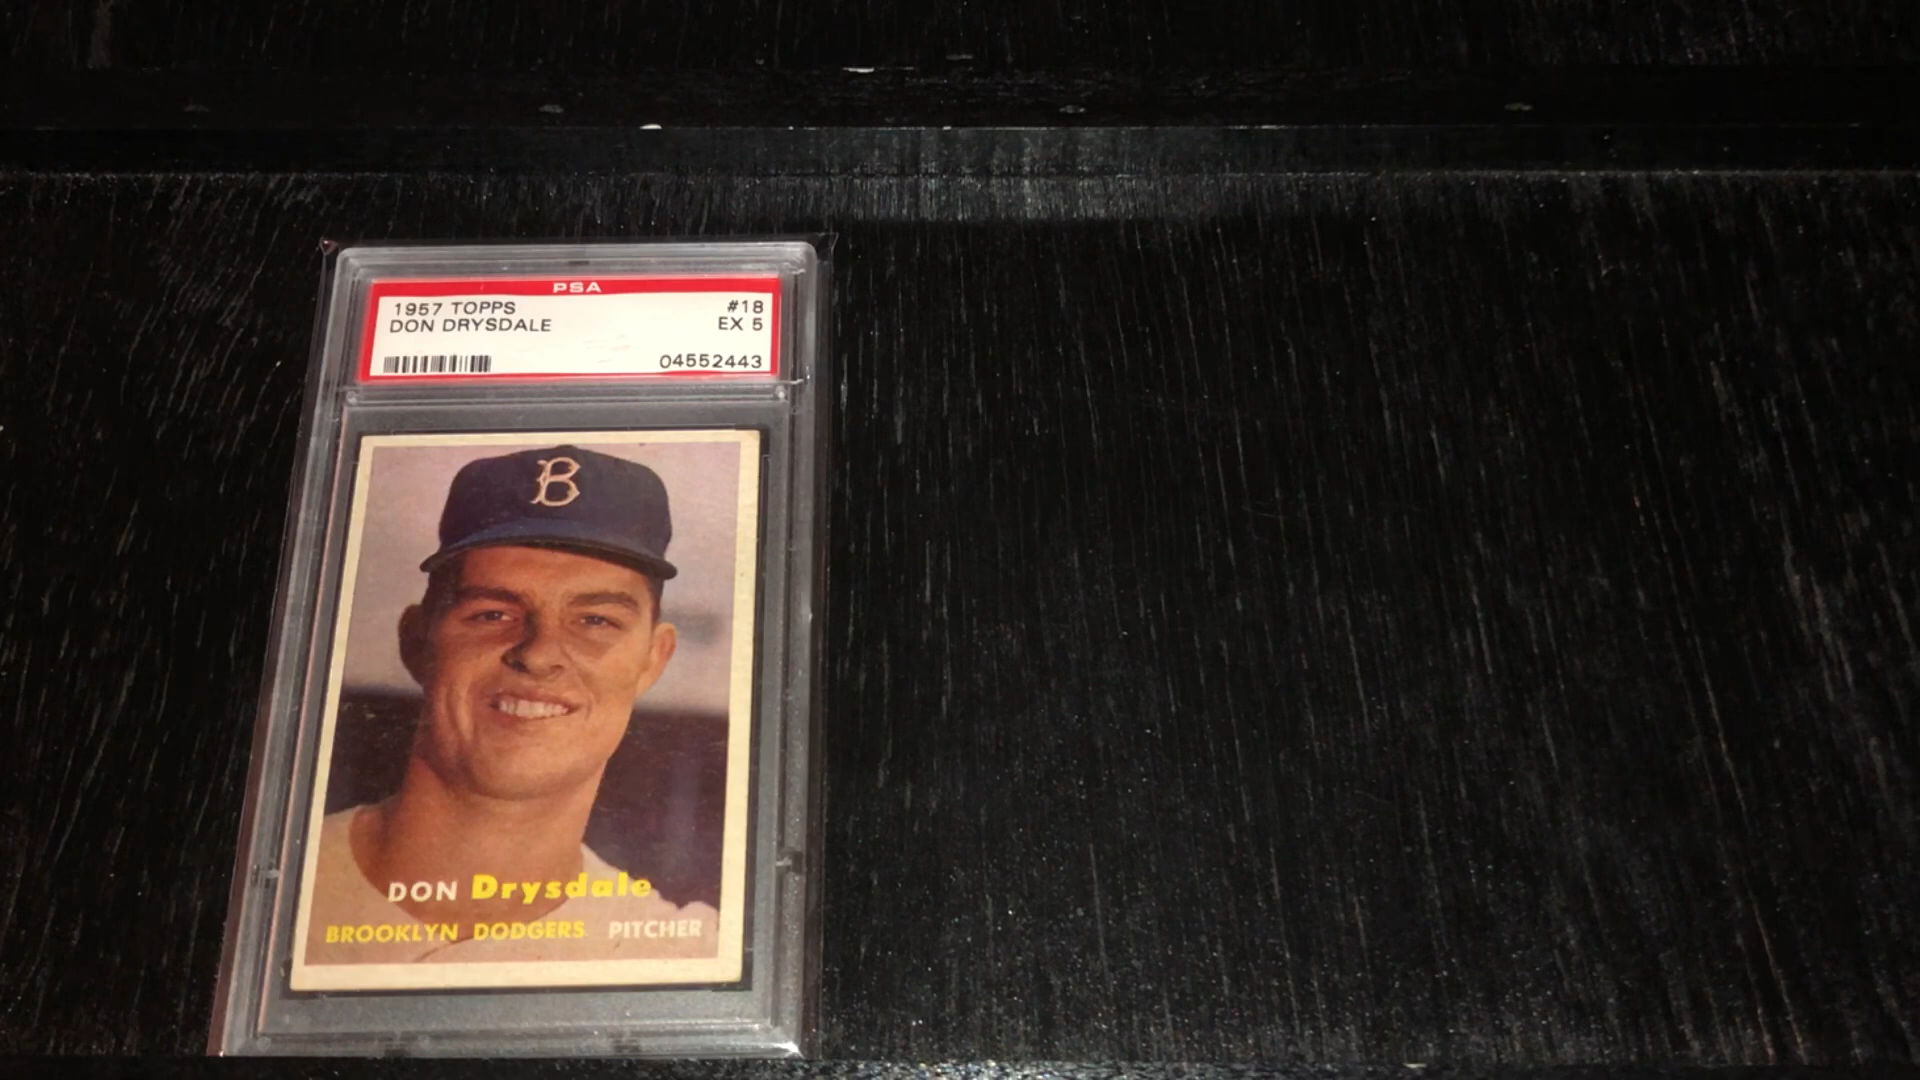 PSA
1957 TOPPS #18
DON DRYSDALE EX 5
04552443
B
DON Drysdale
BROOKLYN DODGERS PITCHER